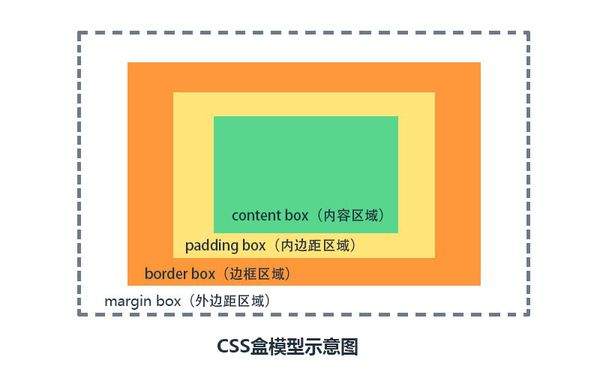 content box（内容区域）
padding box（内边距区域）
border box（边框区域）
margin box（外边距区域）
CSS盒模型示意图